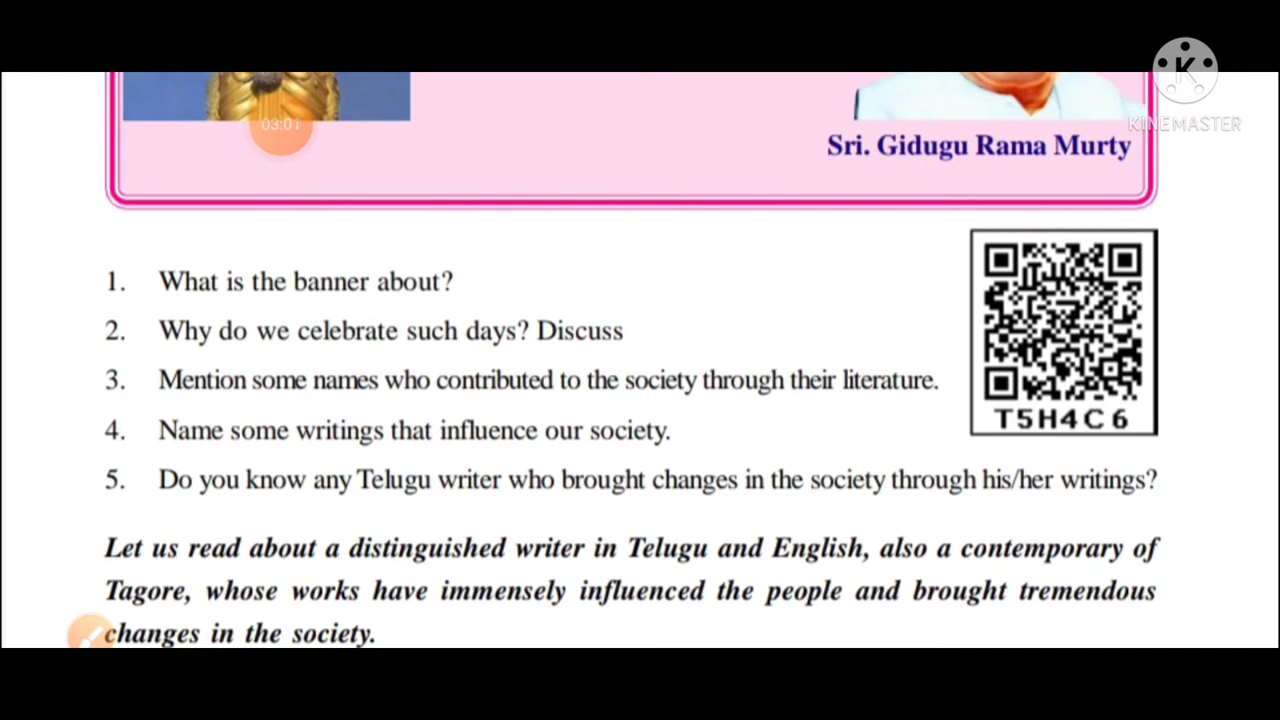 K
KINEMASTER
03:01
Sri. Gidugu Rama Murty
1. What is the banner about?
2. Why do we celebrate such days? Discuss
3. Mention some names who contributed to the society through their literature.
4. Name some writings that influence our society.
5. Do you know any Telugu writer who brought changes in the society through his/her writings?
T5H4C6
Let us read about a distinguished writer in Telugu and English, also a contemporary of
Tagore, whose works have immensely influenced the people and brought tremendous
changes in the society.